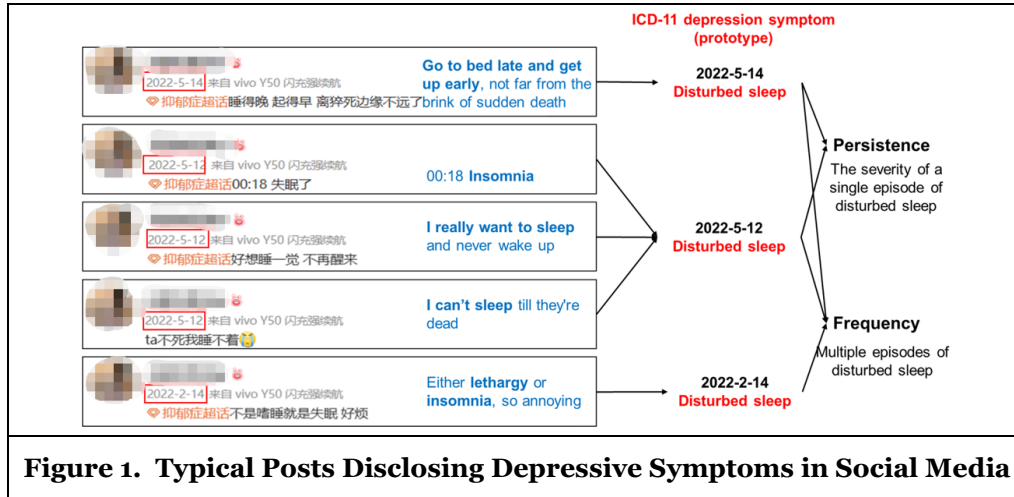 ICD-11 depression symptom
(prototype)
2022-5-14 来自 vivo Y50 闪充强续航
抑郁症超话睡得晚 起得早 离猝死边缘不远了
Go to bed late and get
up early, not far from the
brink of sudden death
2022-5-14
Disturbed sleep
2022-5-12 来自 vivo Y50 闪充强续航
抑郁症超话00:18 失眠了
00:18 Insomnia
Persistence
The severity of a
single episode of
disturbed sleep
2022-5-12 来自 vivo Y50 闪充强续航
抑郁症超话好想睡一觉 不再醒来
I really want to sleep
and never wake up
2022-5-12
Disturbed sleep
2022-5-12 来自 vivo Y50 闪充强续航
ta不死我睡不着
I can't sleep till they're
dead
Frequency
Multiple episodes of
disturbed sleep
2022-2-14 来自 vivo Y50 闪充强续航
抑郁症超话不是嗜睡就是失眠 好烦
Either lethargy or
insomnia, so annoying
2022-2-14
Disturbed sleep
Figure 1. Typical Posts Disclosing Depressive Symptoms in Social Media